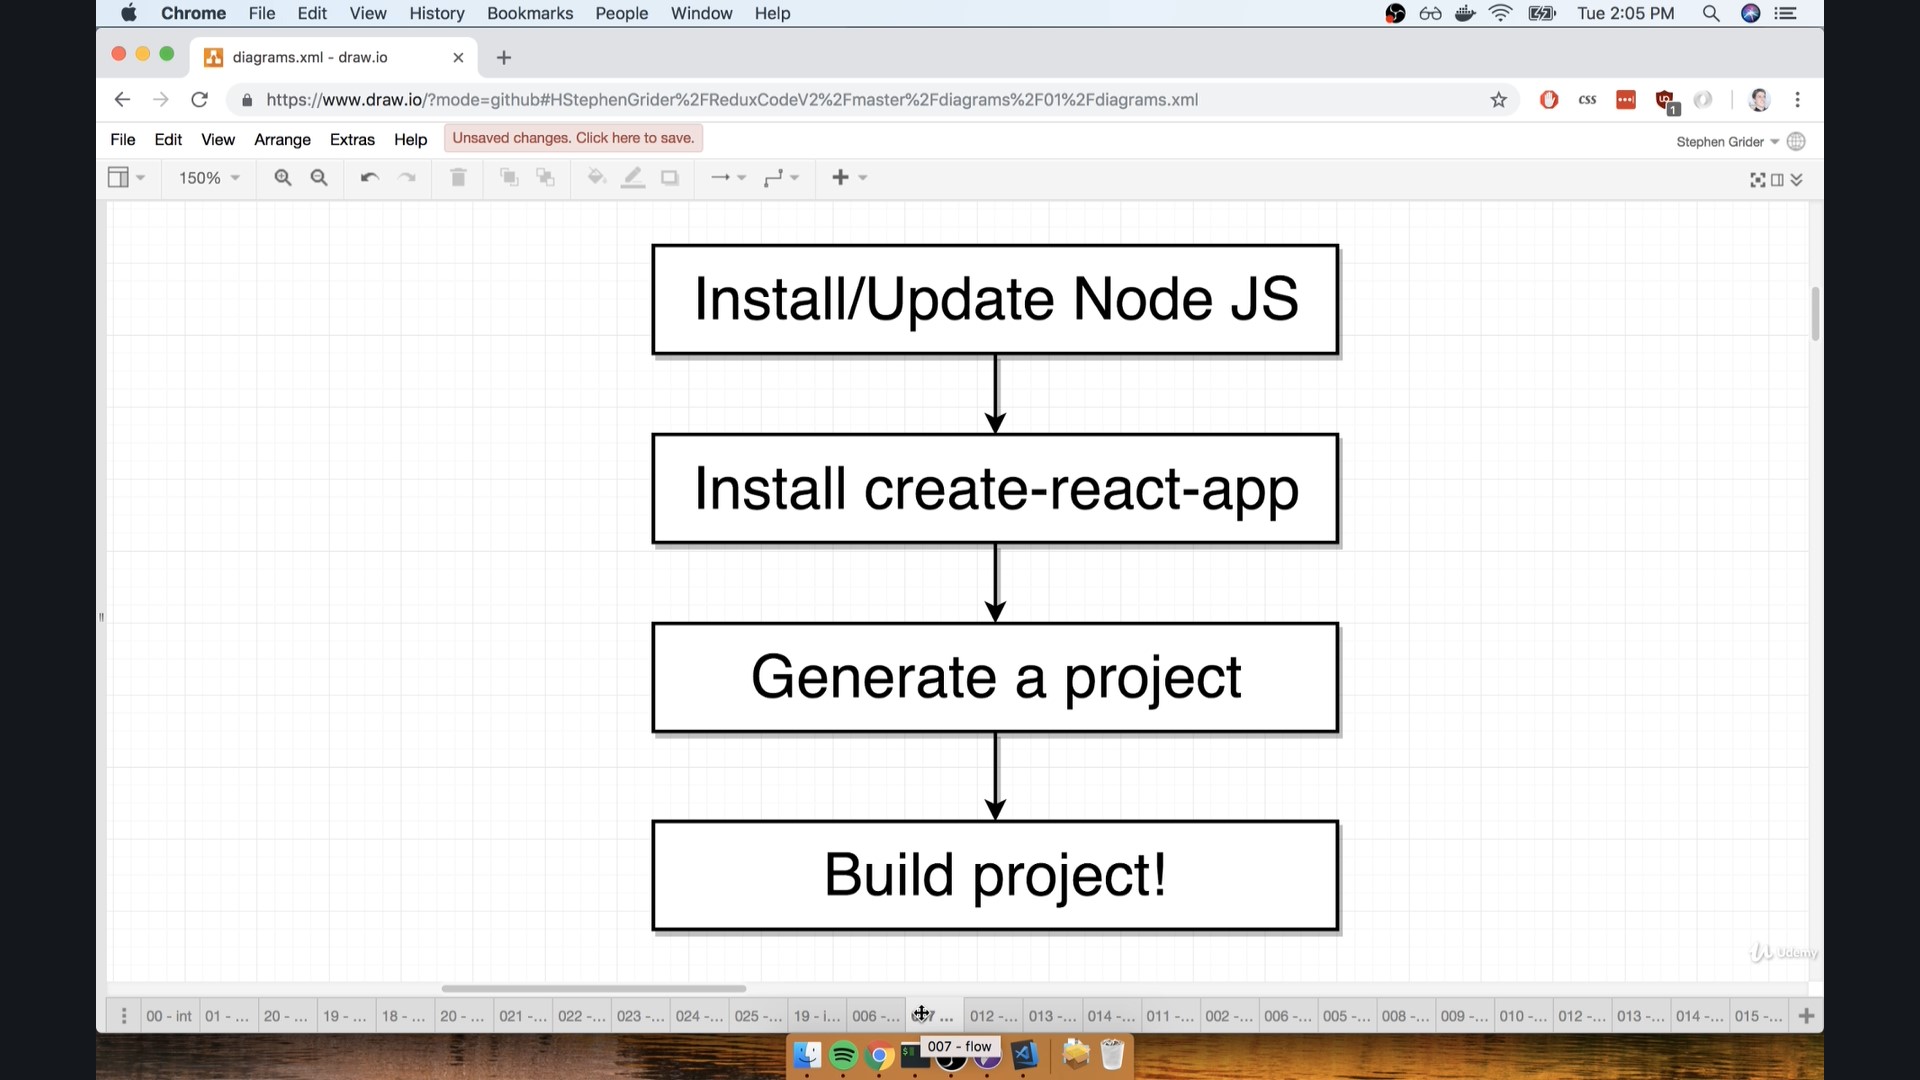 Chrome File Edit View History Bookmarks People Window Help Tue 2:05 PM
diagrams.xml - draw.io
https://www.draw.io/?mode=github#HStephenGrider%2FReduxCodeV2%2Fmaster%2Fdiagrams%2F01%2Fdiagrams.xml css 1
File Edit View Arrange Extras Help Unsaved changes. Click here to save. Stephen Grider
150%
Install/Update Node JS
Install create-react-app
Generate a project
Build project!
Udemy
00 - int 01 - ... 20 - ... 19 - ... 18 - ... 20 - ... 021 -... 022 -... 023 -... 024 -... 025 -... 19 - i... 006 -... 012 -... 013 -... 014 -... 011 -... 002 -... 006 -... 005 -... 008 -... 009 -... 010 -... 012 -... 013 -... 014 -... 015 -...
007 - flow